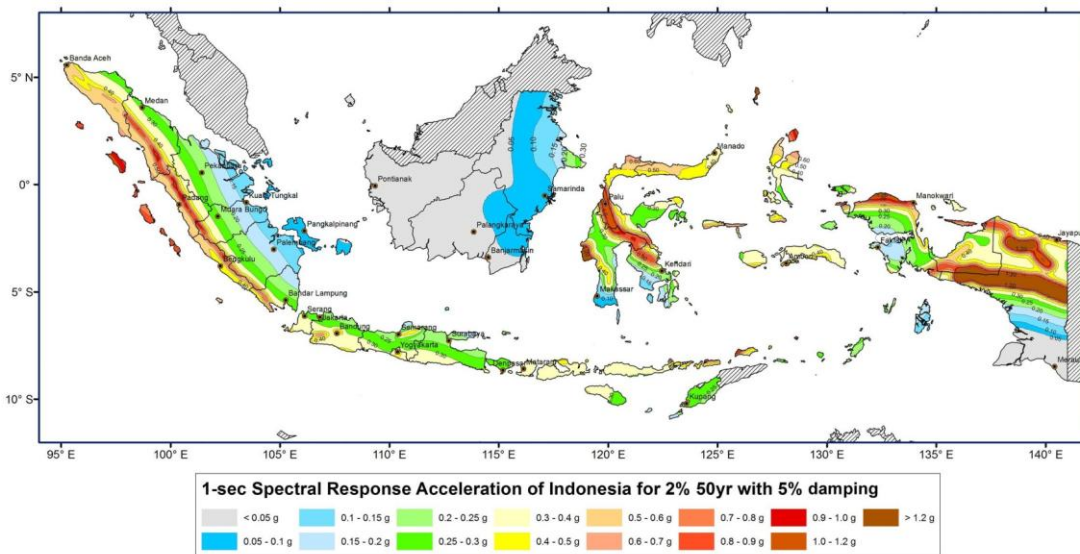 Banda Aceh
5° N
Medan
Manado
Pontianak
0°
Samarinda
Palu
Manokwari
Padang
Kuala Tungkal
Muara Bungo
Pangkalpinang
Palangkaraya
Jayapura
Palembang
Banjarmasin
Bengkulu
Kendari
Ambon
5° S
Bandar Lampung
Makassar
Serang
Jakarta
Bandung
Semarang
Surabaya
Yogyakarta
Denpasar
Mataram
Merauke
10° S
Kupang
95° E 100° E 105° E 110° E 115° E 120° E 125° E 130° E 135° E 140° E
1-sec Spectral Response Acceleration of Indonesia for 2% 50yr with 5% damping
< 0.05 g 0.1 - 0.15 g 0.2 - 0.25 g 0.3 - 0.4 g 0.5 - 0.6 g 0.7 - 0.8 g 0.9 - 1.0 g > 1.2 g
0.05 - 0.1 g 0.15 - 0.2 g 0.25 - 0.3 g 0.4 - 0.5 g 0.6 - 0.7 g 0.8 - 0.9 g 1.0 - 1.2 g